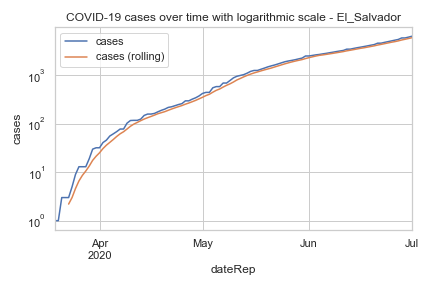 COVID-19 cases over time with logarithmic scale - El_Salvador
cases
cases (rolling)
10³
10²
10¹
10⁰
cases
Apr
2020
May
Jun
Jul
dateRep